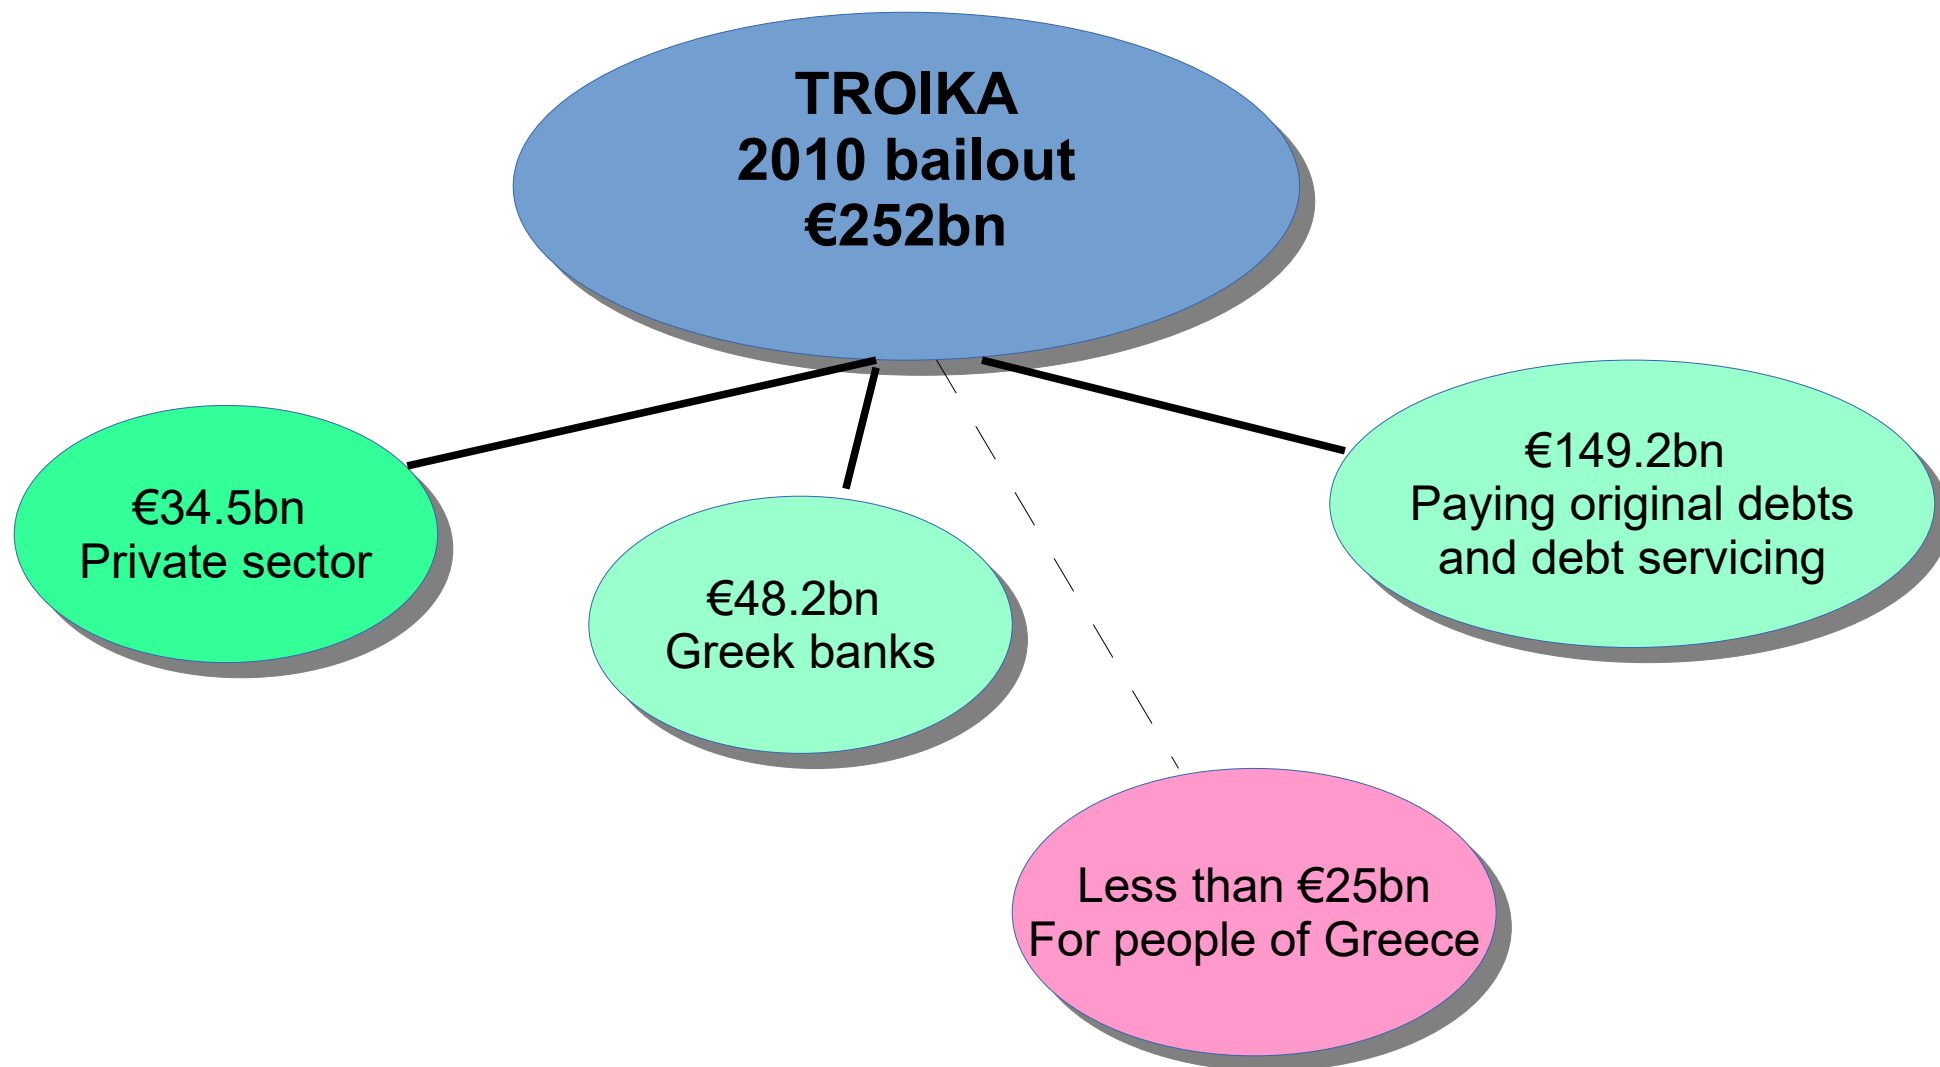 TROIKA
2010 bailout
€252bn
€34.5bn
Private sector
€48.2bn
Greek banks
€149.2bn
Paying original debts
and debt servicing
Less than €25bn
For people of Greece